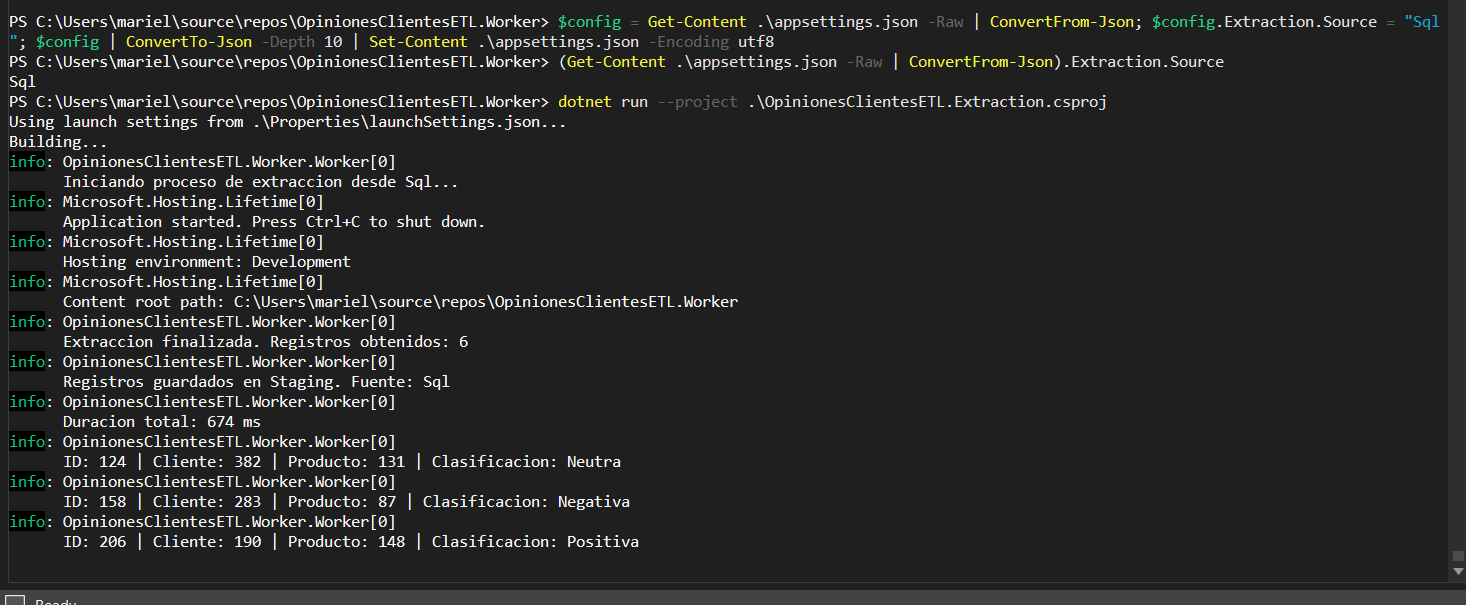 PS C:\Users\mariel\source\repos\OpinionesClientesETL.Worker> $config = Get-Content .\appsettings.json -Raw | ConvertFrom-Json; $config.Extraction.Source = "Sql
"; $config | ConvertTo-Json -Depth 10 | Set-Content .\appsettings.json -Encoding utf8
PS C:\Users\mariel\source\repos\OpinionesClientesETL.Worker> (Get-Content .\appsettings.json -Raw | ConvertFrom-Json).Extraction.Source
Sql
PS C:\Users\mariel\source\repos\OpinionesClientesETL.Worker> dotnet run --project .\OpinionesClientesETL.Extraction.csproj
Using launch settings from .\Properties\launchSettings.json...
Building...
info: OpinionesClientesETL.Worker.Worker[0]
      Iniciando proceso de extraccion desde Sql...
info: Microsoft.Hosting.Lifetime[0]
      Application started. Press Ctrl+C to shut down.
info: Microsoft.Hosting.Lifetime[0]
      Hosting environment: Development
info: Microsoft.Hosting.Lifetime[0]
      Content root path: C:\Users\mariel\source\repos\OpinionesClientesETL.Worker
info: OpinionesClientesETL.Worker.Worker[0]
      Extraccion finalizada. Registros obtenidos: 6
info: OpinionesClientesETL.Worker.Worker[0]
      Registros guardados en Staging. Fuente: Sql
info: OpinionesClientesETL.Worker.Worker[0]
      Duracion total: 674 ms
info: OpinionesClientesETL.Worker.Worker[0]
      ID: 124 | Cliente: 382 | Producto: 131 | Clasificacion: Neutra
info: OpinionesClientesETL.Worker.Worker[0]
      ID: 158 | Cliente: 283 | Producto: 87 | Clasificacion: Negativa
info: OpinionesClientesETL.Worker.Worker[0]
      ID: 206 | Cliente: 190 | Producto: 148 | Clasificacion: Positiva
Ready